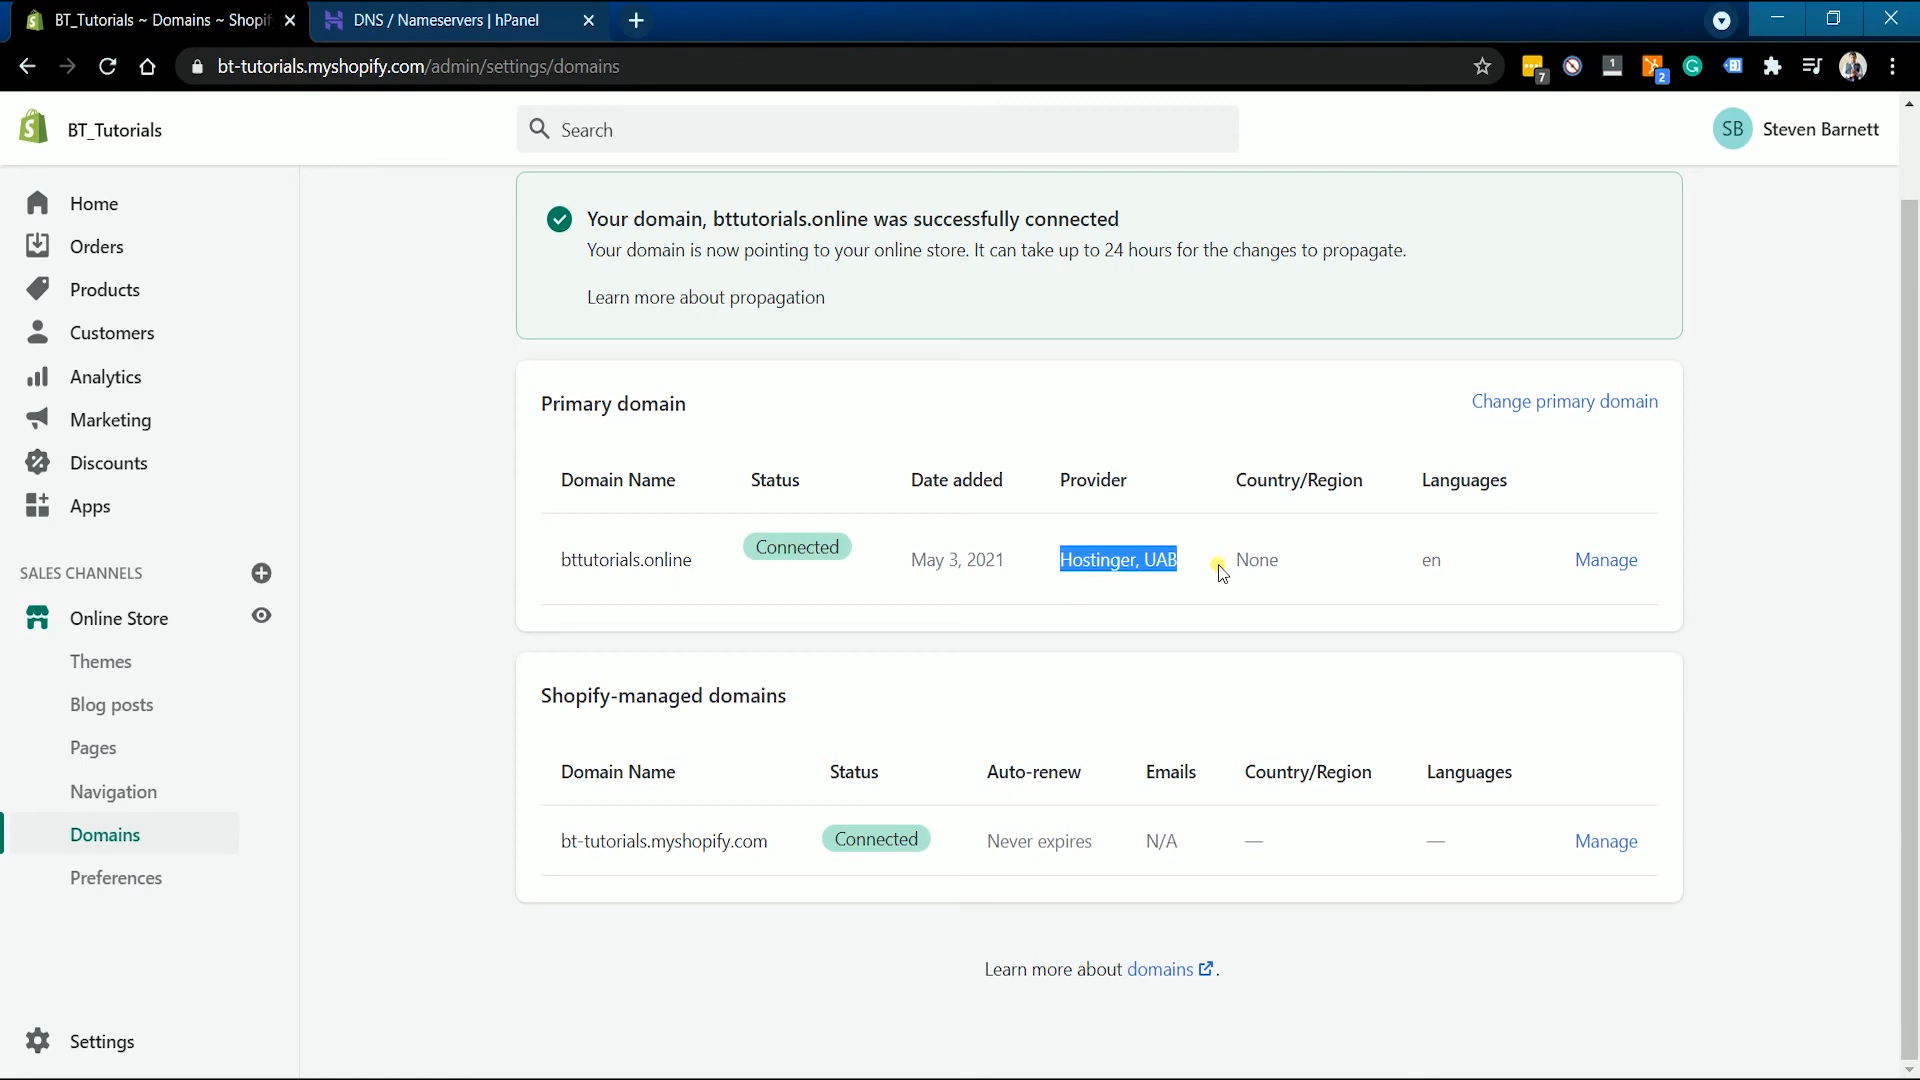 BT_Tutorials ~ Domains ~ Shopif
DNS / Nameservers | hPanel
bt-tutorials.myshopify.com/admin/settings/domains
7
1
2
BT_Tutorials
Search
SB
Steven Barnett
Home
Orders
Products
Customers
Analytics
Marketing
Discounts
Apps
SALES CHANNELS
Online Store
Themes
Blog posts
Pages
Navigation
Domains
Preferences
Settings
Your domain, bttutorials.online was successfully connected
Your domain is now pointing to your online store. It can take up to 24 hours for the changes to propagate.
Learn more about propagation
Primary domain
Change primary domain
Domain Name Status Date added Provider Country/Region Languages
bttutorials.online Connected May 3, 2021 Hostinger, UAB None en Manage
Shopify-managed domains
Domain Name Status Auto-renew Emails Country/Region Languages
bt-tutorials.myshopify.com Connected Never expires N/A — — Manage
Learn more about domains .